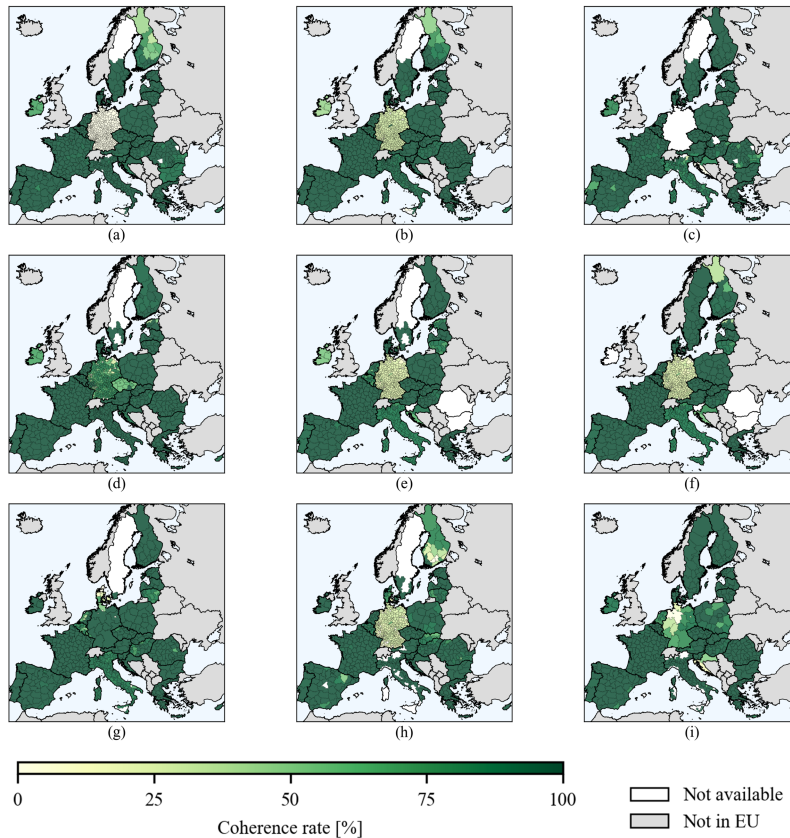 (a) (b) (c)
(d) (e) (f)
(g) (h) (i)
0 25 50 75 100
Coherence rate [%]
Not available
Not in EU